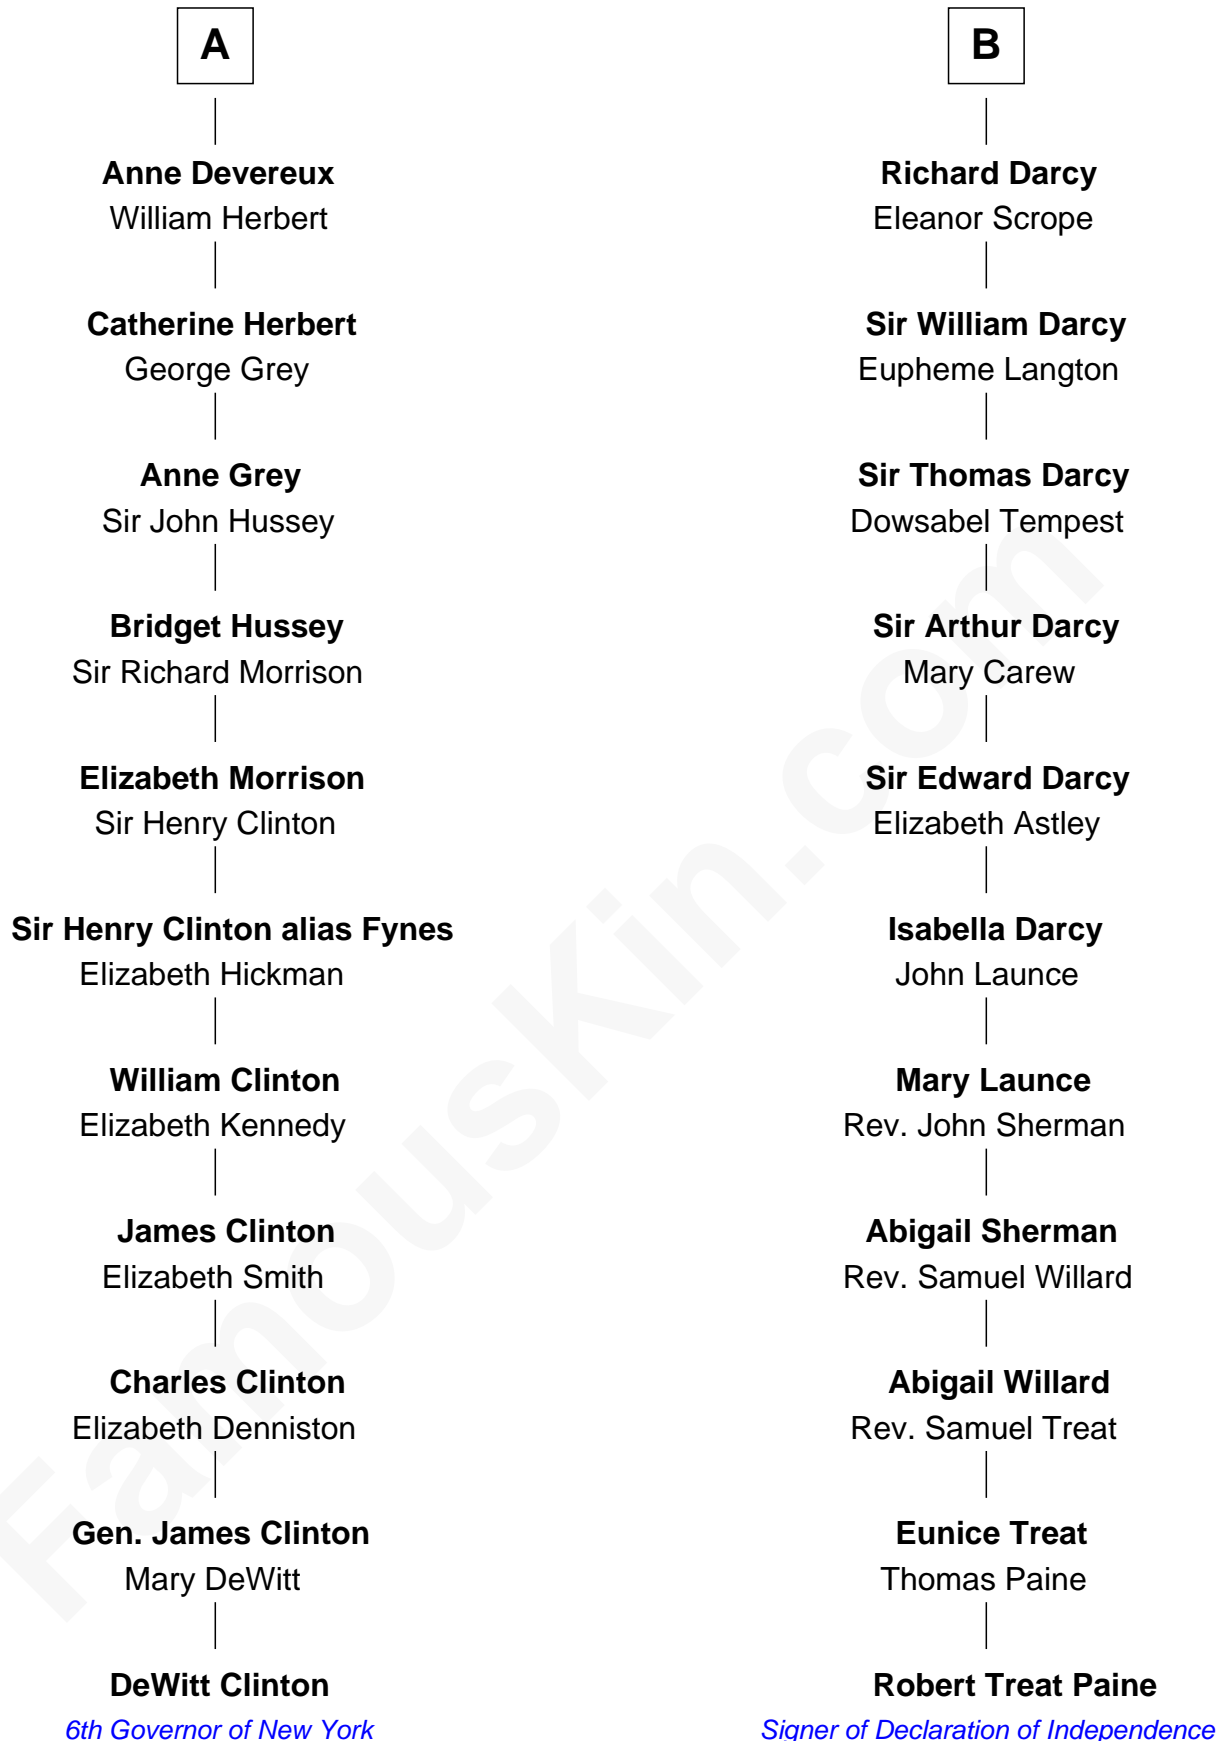 A
Anne Devereux
William Herbert
Catherine Herbert
George Grey
Anne Grey
Sir John Hussey
Bridget Hussey
Sir Richard Morrison
Elizabeth Morrison
Sir Henry Clinton
Sir Henry Clinton alias Fynes
Elizabeth Hickman
William Clinton
Elizabeth Kennedy
James Clinton
Elizabeth Smith
Charles Clinton
Elizabeth Denniston
Gen. James Clinton
Mary DeWitt
DeWitt Clinton
6th Governor of New York
B
Richard Darcy
Eleanor Scrope
Sir William Darcy
Eupheme Langton
Sir Thomas Darcy
Dowsabel Tempest
Sir Arthur Darcy
Mary Carew
Sir Edward Darcy
Elizabeth Astley
Isabella Darcy
John Launce
Mary Launce
Rev. John Sherman
Abigail Sherman
Rev. Samuel Willard
Abigail Willard
Rev. Samuel Treat
Eunice Treat
Thomas Paine
Robert Treat Paine
Signer of Declaration of Independence
FamousKin.com